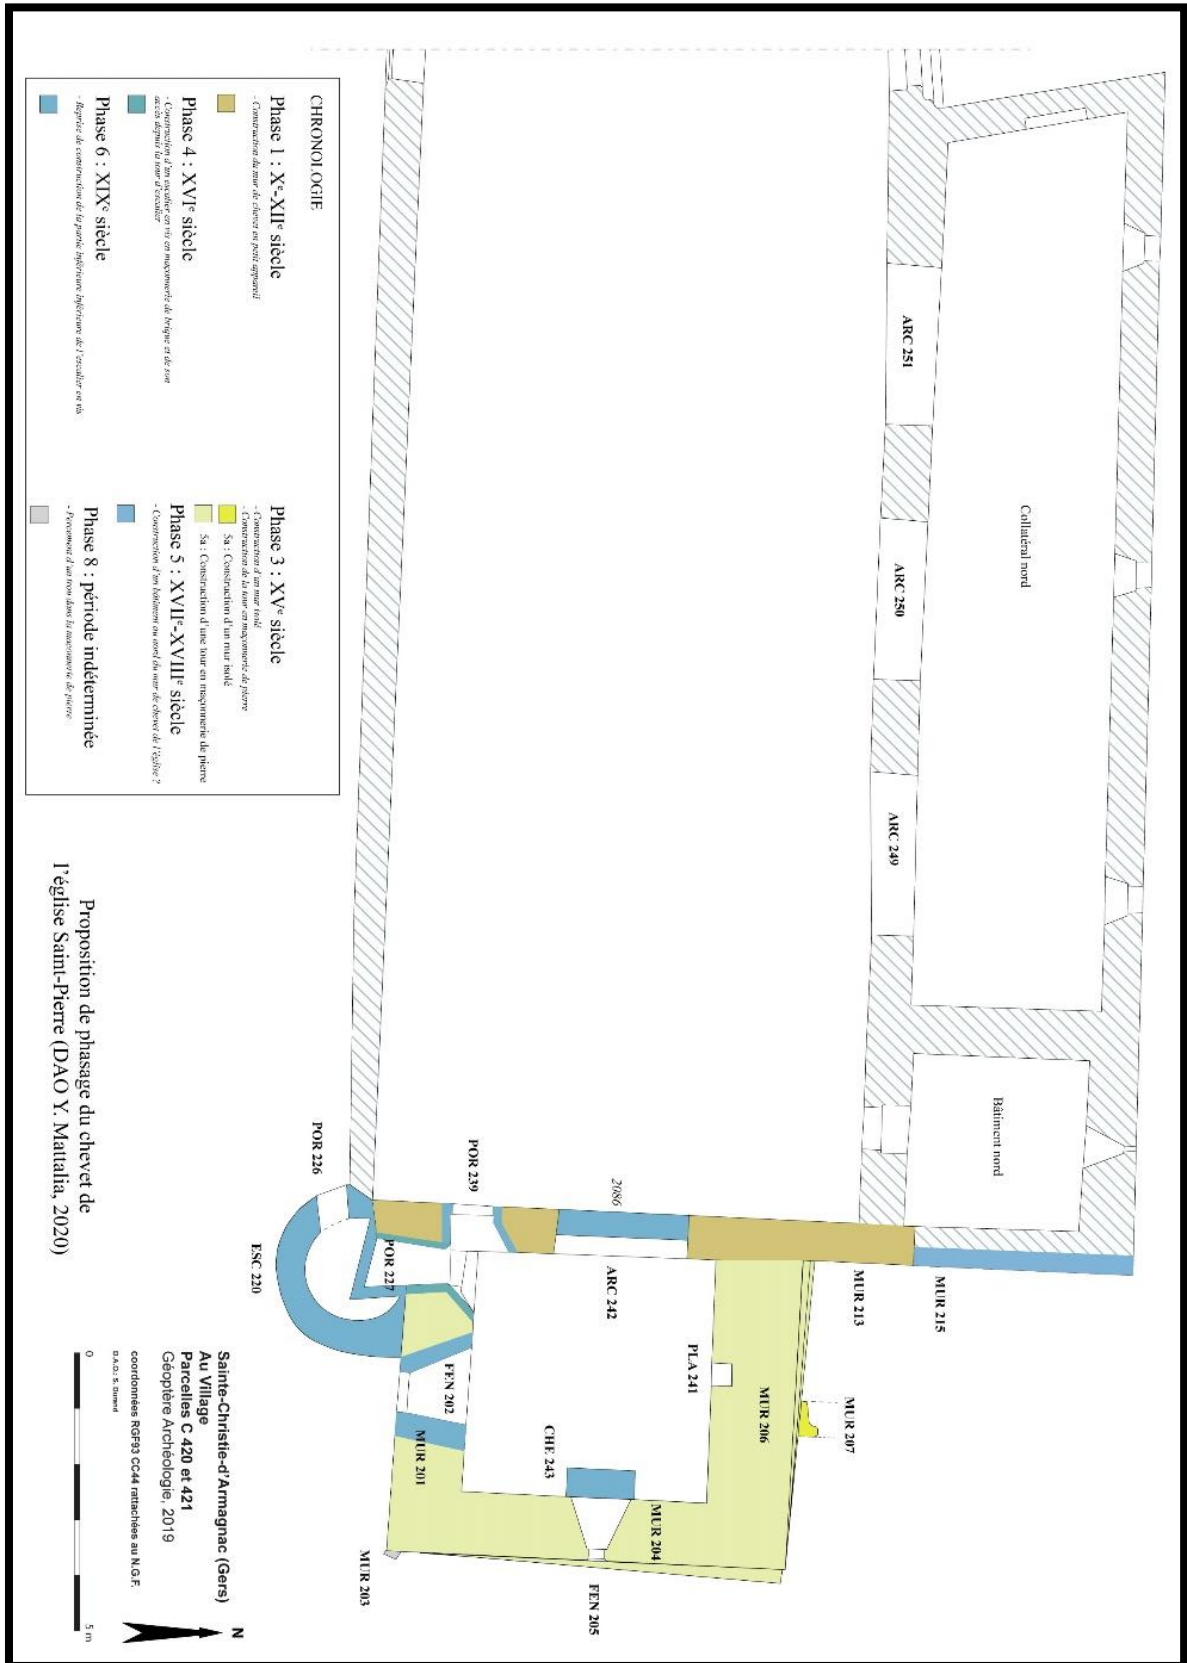 Collatéral nord
Bâtiment nord
ARC 251
ARC 250
ARC 249
MUR 215
MUR 213
MUR 207
MUR 206
PLA 241
2086
ARC 242
POR 239
POR 227
POR 226
ESC 220
FEN 202
MUR 201
CHE 243
MUR 204
FEN 205
MUR 203
CHRONOLOGIE
Phase 1 : Xe-XIIe siècle
- Construction du mur de chevet en petit appareil
Phase 4 : XVIe siècle
- Construction d'un escalier en vis en maçonnerie de brique et de son
accès depuis la tour d'escalier
Phase 6 : XIXe siècle
- Reprise de construction de la partie inférieure de l'escalier en vis
Phase 3 : XVe siècle
- Construction d'un mur isolé
- Construction de la tour en maçonnerie de pierre
5a : Construction d'un mur isolé
5a : Construction d'une tour en maçonnerie de pierre
Phase 5 : XVIIe-XVIIIe siècle
- Construction d'un bâtiment au nord du mur de chevet de l'église ?
Phase 8 : période indéterminée
- Percement d'un trou dans la maçonnerie de pierre
Proposition de phasage du chevet de
l'église Saint-Pierre (DAO Y. Mattalia, 2020)
Sainte-Christie-d'Armagnac (Gers)
Au Village
Parcelles C 420 et 421
Géoptère Archéologie, 2019
coordonnées RGF93 CC44 rattachées au N.G.F.
D.A.O.: S. Durand
N
0
5 m